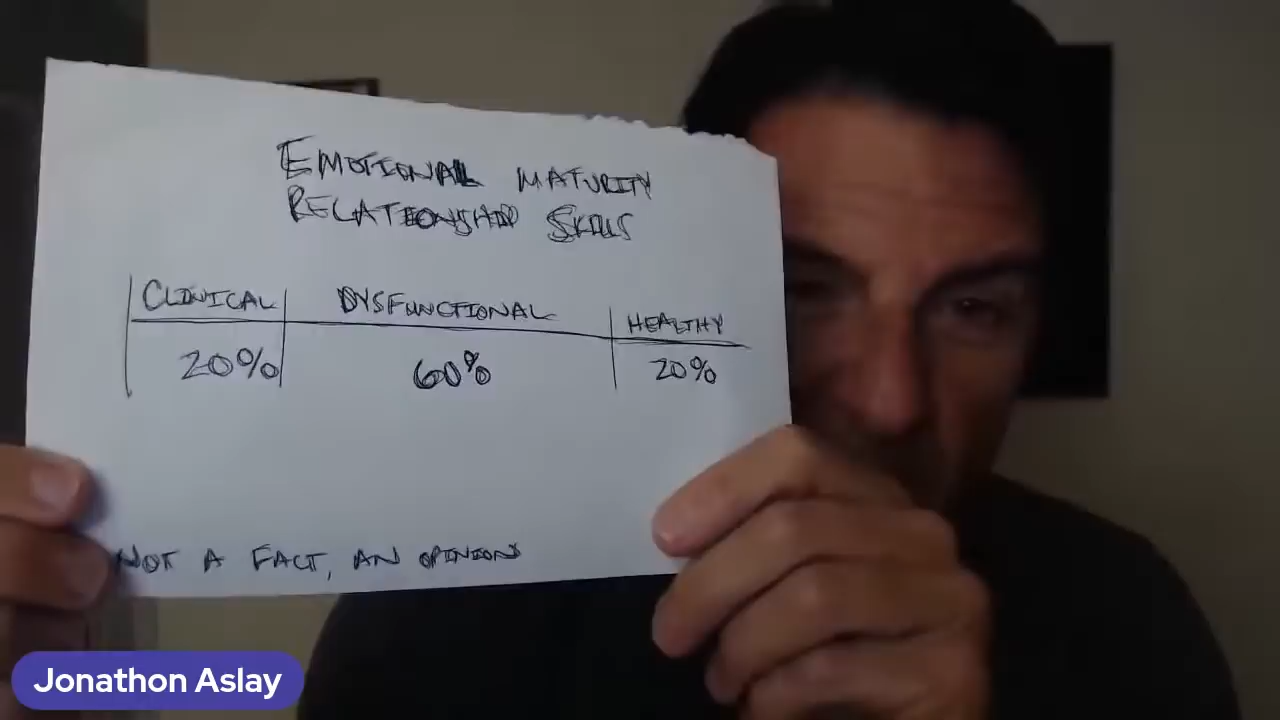 EMOTIONAL MATURITY
RELATIONSHIP SKILLS
CLINICAL DYSFUNCTIONAL HEALTHY
20% 60% 20%
NOT A FACT, AN OPINION
Jonathon Aslay